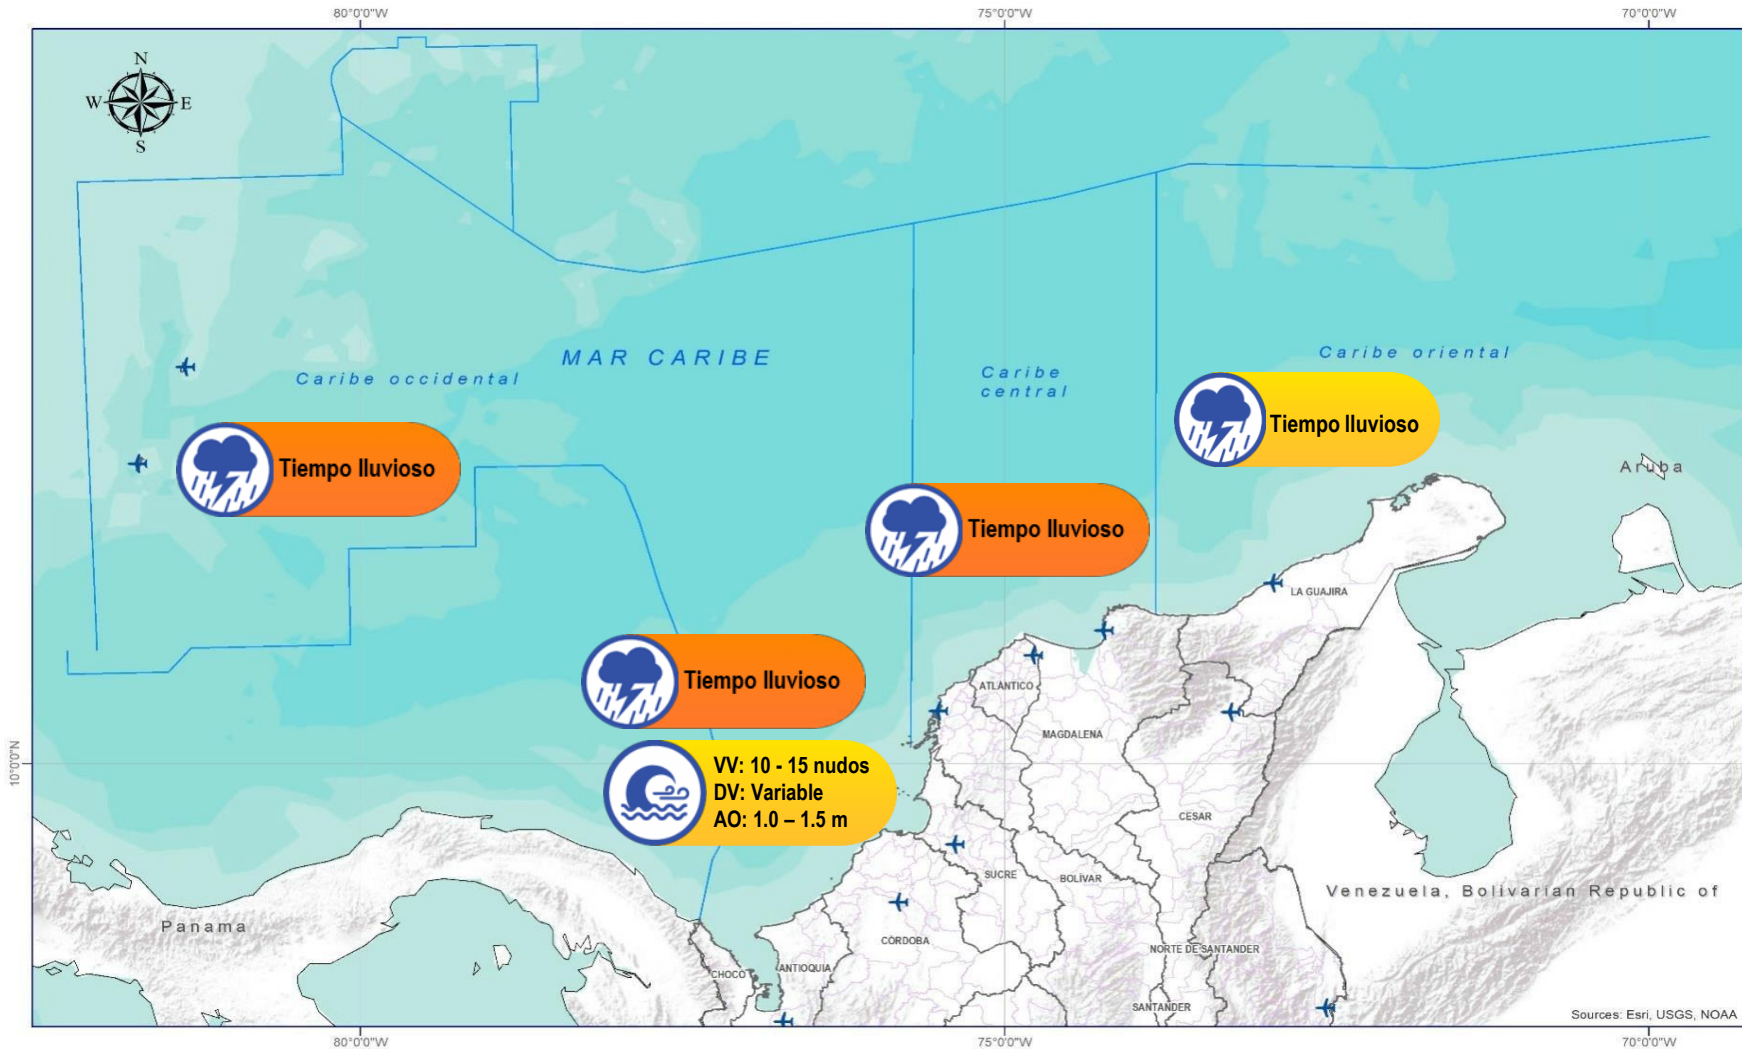 80°0'0"W
75°0'0"W
70°0'0"W
N
W
E
S
MAR CARIBE
Caribe occidental
Caribe
central
Caribe oriental
Tiempo lluvioso
Tiempo lluvioso
Aruba
Tiempo lluvioso
LA GUAJIRA
Tiempo lluvioso
ATLANTICO
MAGDALENA
10°0'0"N
VV: 10 - 15 nudos
DV: Variable
AO: 1.0 – 1.5 m
CESAR
SUCRE
BOLÍVAR
Venezuela, Bolivarian Republic of
Panama
CÓRDOBA
NORTE DE SANTANDER
CHOCO
ANTIOQUIA
SANTANDER
Sources: Esri, USGS, NOAA
80°0'0"W
75°0'0"W
70°0'0"W